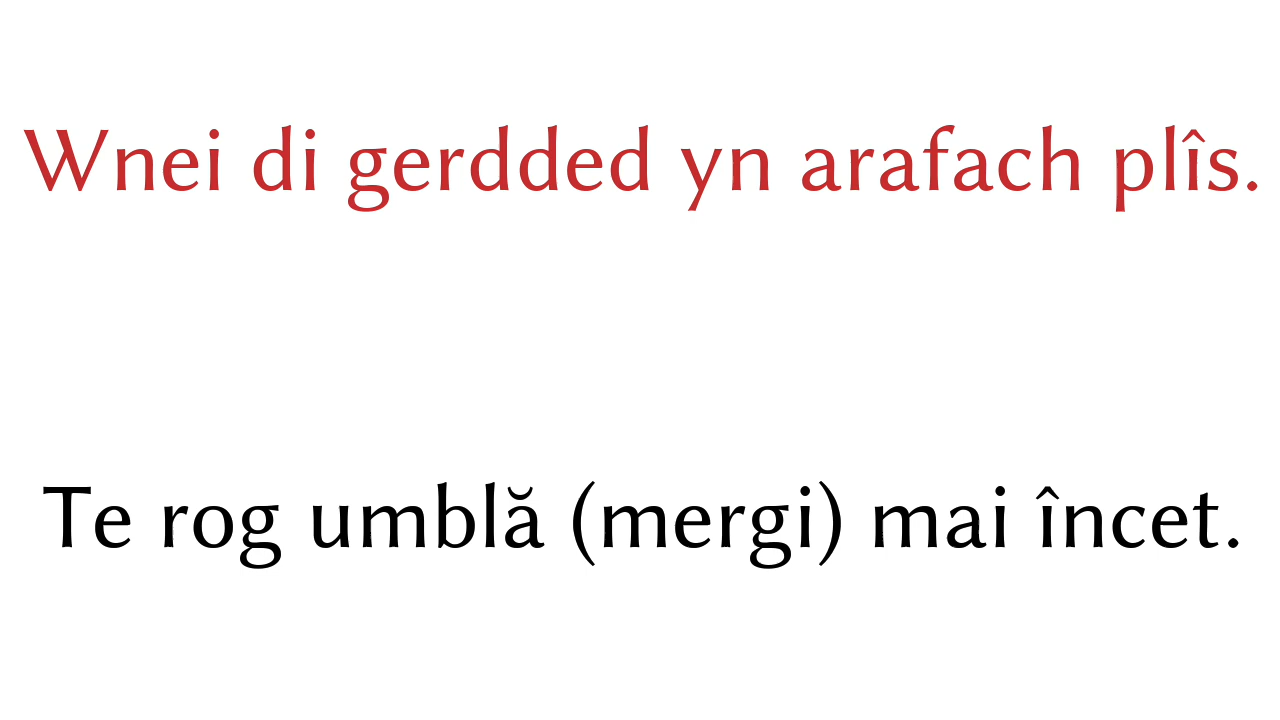 Wnei di gerdded yn arafach plîs.
Te rog umblă (mergi) mai încet.